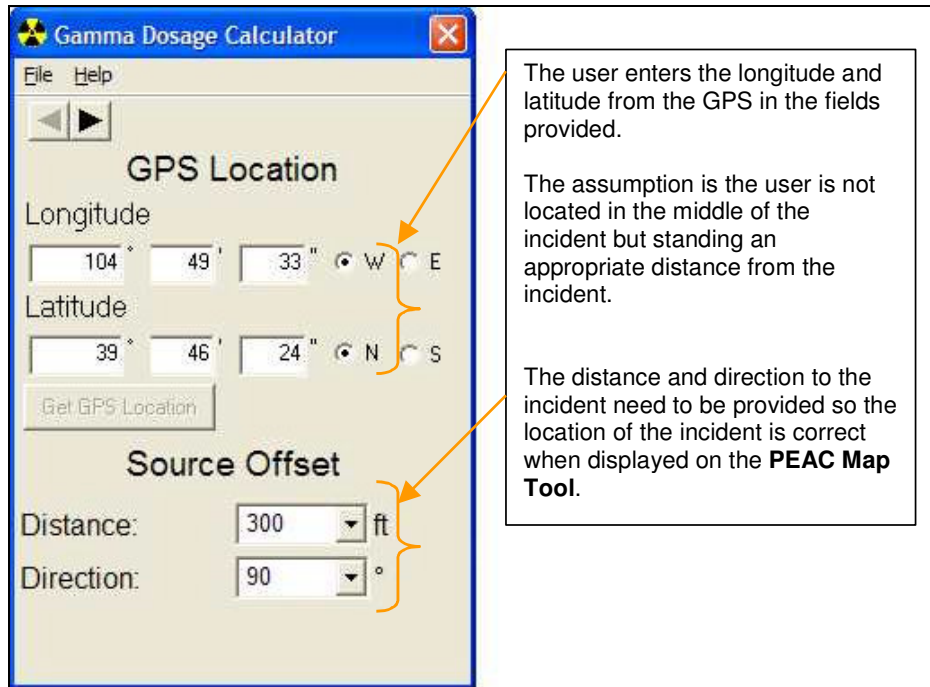 Gamma Dosage Calculator
File Help
GPS Location
Longitude
104 ° 49 ' 33 " W E
Latitude
39 ° 46 ' 24 " N S
Get GPS Location
Source Offset
Distance: 300 ft
Direction: 90 °
The user enters the longitude and
latitude from the GPS in the fields
provided.
The assumption is the user is not
located in the middle of the
incident but standing an
appropriate distance from the
incident.
The distance and direction to the
incident need to be provided so the
location of the incident is correct
when displayed on the PEAC Map
Tool.